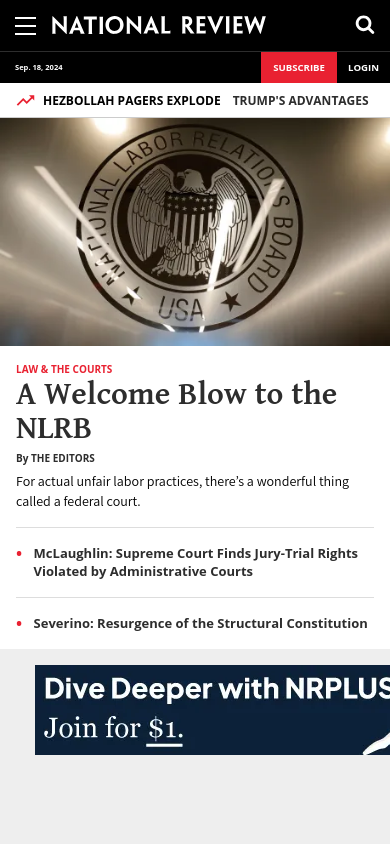 NATIONAL REVIEW
Sep. 18, 2024
SUBSCRIBE
LOGIN
HEZBOLLAH PAGERS EXPLODE
TRUMP'S ADVANTAGES
NATIONAL LABOR RELATIONS BOARD
USA
LAW & THE COURTS
A Welcome Blow to the
NLRB
By THE EDITORS
For actual unfair labor practices, there’s a wonderful thing
called a federal court.
McLaughlin: Supreme Court Finds Jury-Trial Rights
Violated by Administrative Courts
Severino: Resurgence of the Structural Constitution
Dive Deeper with NRPLUS
Join for $1.